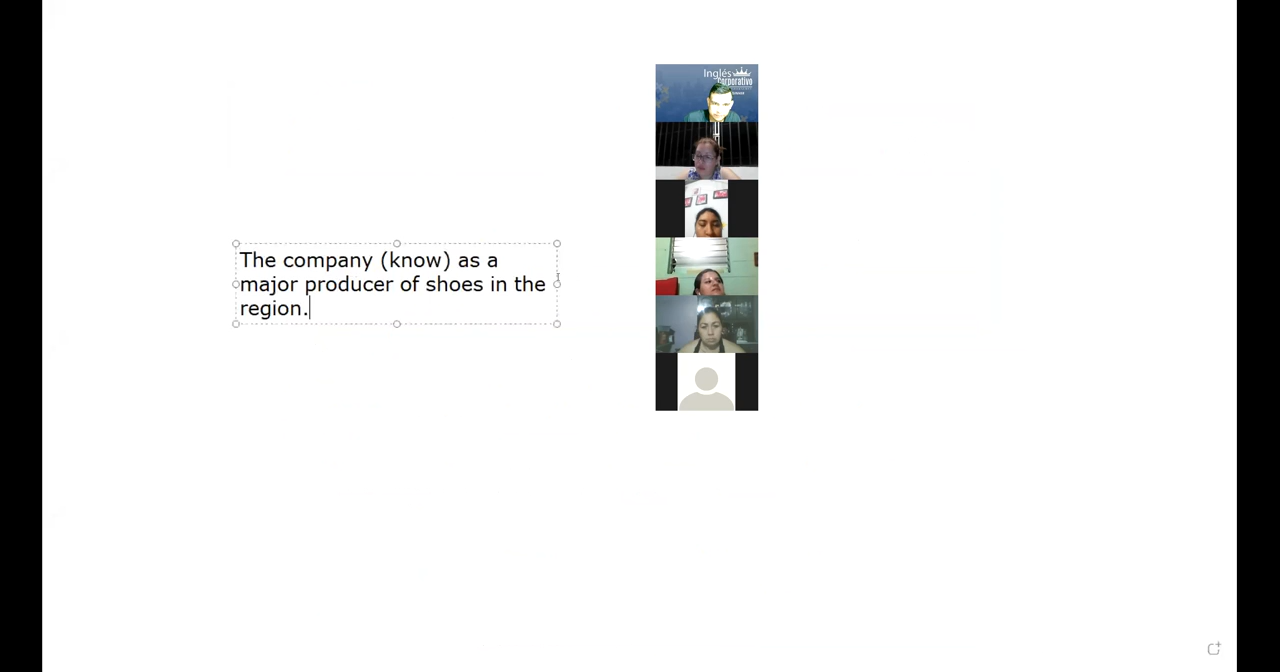 Inglés
Corporativo
The company (know) as a
major producer of shoes in the
region.